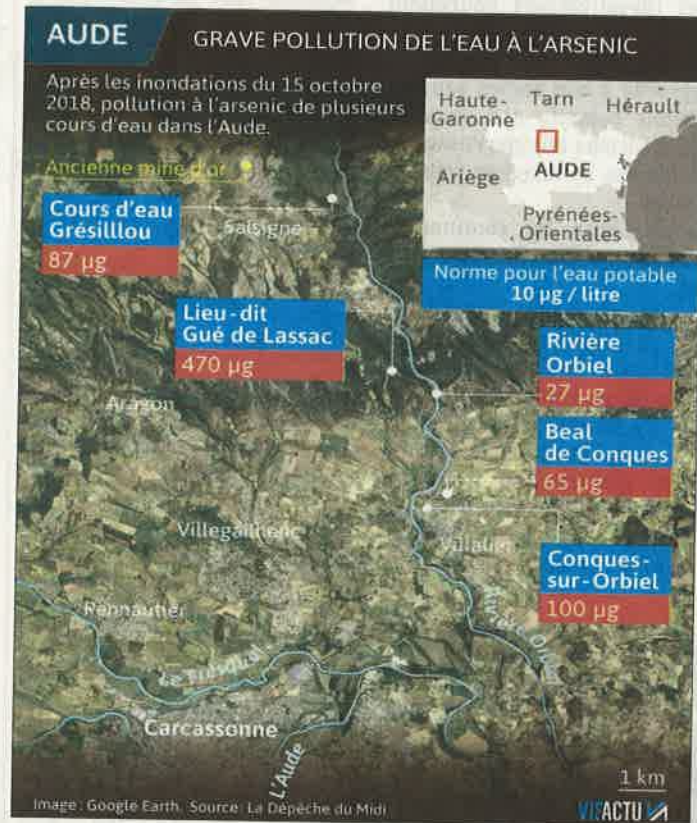 AUDE
GRAVE POLLUTION DE L'EAU À L'ARSENIC
Après les inondations du 15 octobre
2018, pollution à l'arsenic de plusieurs
cours d'eau dans l'Aude.
Haute-
Garonne
Tarn
Hérault
Ariège
AUDE
Pyrénées-
Orientales
Norme pour l'eau potable
10 µg / litre
Ancienne mine d'or
Cours d'eau
Grésilllou
87 µg
Salsigne
Lieu-dit
Gué de Lassac
470 µg
Rivière
Orbiel
27 µg
Aragon
Beal
de Conques
65 µg
Villegailhenc
Villalier
Conques-
sur-Orbiel
100 µg
Pennautier
Le Fresquel
Rivière Orbiel
Carcassonne
L'Aude
1 km
Image: Google Earth. Source: La Dépêche du Midi
VISACTU